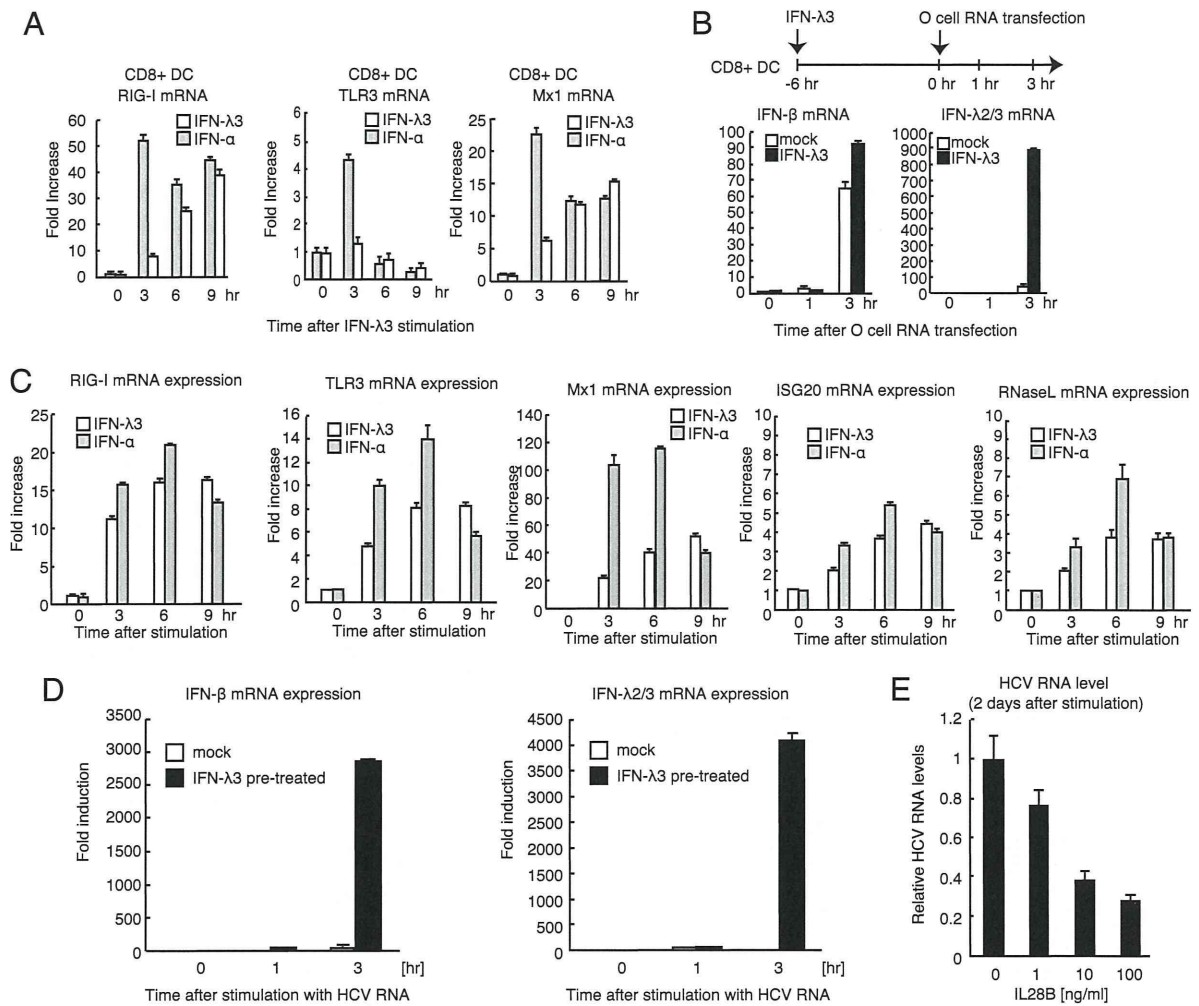 A
CD8+ DC
RIG-I mRNA
Fold Increase
60
50
40
30
20
10
0
IFN-λ3
IFN-α
0 3 6 9 hr
CD8+ DC
TLR3 mRNA
Fold Increase
6
5
4
3
2
1
0
IFN-λ3
IFN-α
0 3 6 9 hr
CD8+ DC
Mx1 mRNA
Fold Increase
25
20
15
10
5
0
IFN-λ3
IFN-α
0 3 6 9 hr
Time after IFN-λ3 stimulation
B
IFN-λ3
O cell RNA transfection
CD8+ DC
-6 hr 0 hr 1 hr 3 hr
IFN-β mRNA
100
90
80
70
60
50
40
30
20
10
0
mock
IFN-λ3
0 1 3 hr
IFN-λ2/3 mRNA
1000
900
800
700
600
500
400
300
200
100
0
mock
IFN-λ3
0 1 3 hr
Time after O cell RNA transfection
C
RIG-I mRNA expression
Fold increase
25
20
15
10
5
0
IFN-λ3
IFN-α
0 3 6 9 hr
Time after stimulation
TLR3 mRNA expression
Fold increase
16
14
12
10
8
6
4
2
0
IFN-λ3
IFN-α
0 3 6 9 hr
Time after stimulation
Mx1 mRNA expression
Fold increase
140
120
100
80
60
40
20
0
IFN-λ3
IFN-α
0 3 6 9 hr
Time after stimulation
ISG20 mRNA expression
Fold increase
10
9
8
7
6
5
4
3
2
1
0
IFN-λ3
IFN-α
0 3 6 9 hr
Time after stimulation
RNaseL mRNA expression
Fold increase
10
9
8
7
6
5
4
3
2
1
0
IFN-λ3
IFN-α
0 3 6 9 hr
Time after stimulation
D
IFN-β mRNA expression
Fold induction
3500
3000
2500
2000
1500
1000
500
0
mock
IFN-λ3 pre-treated
0 1 3 [hr]
Time after stimulation with HCV RNA
IFN-λ2/3 mRNA expression
Fold induction
4500
4000
3500
3000
2500
2000
1500
1000
500
0
mock
IFN-λ3 pre-treated
0 1 3 [hr]
Time after stimulation with HCV RNA
E
HCV RNA level
(2 days after stimulation)
Relative HCV RNA levels
1.2
1
0.8
0.6
0.4
0.2
0
0 1 10 100
IL28B [ng/ml]